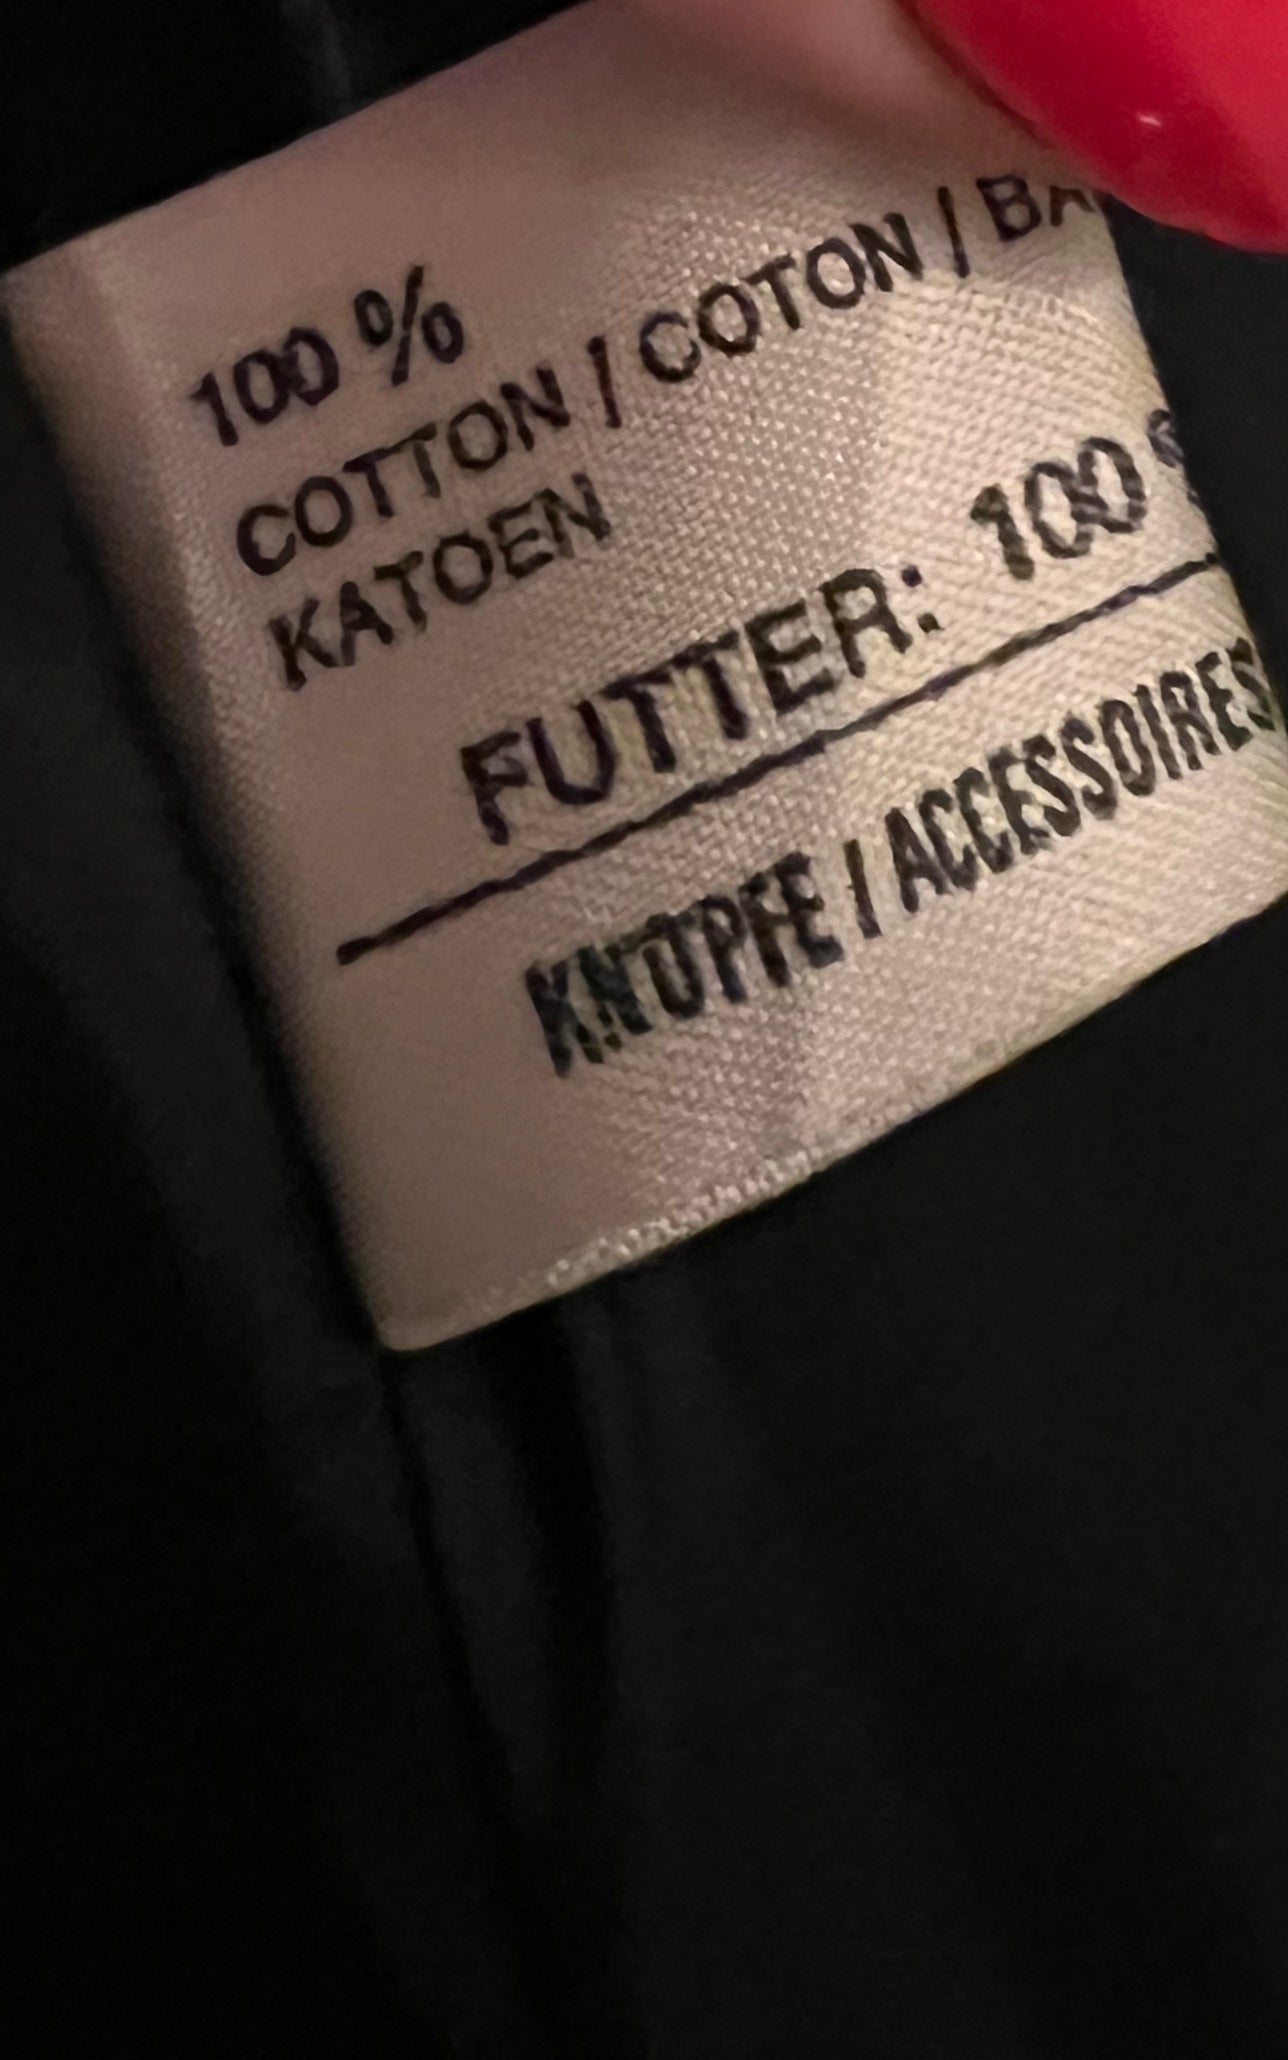 100 %
COTTON / COTON / BA
KATOEN
FUTTER: 100 %
KNÖPFE / ACCESSOIRES